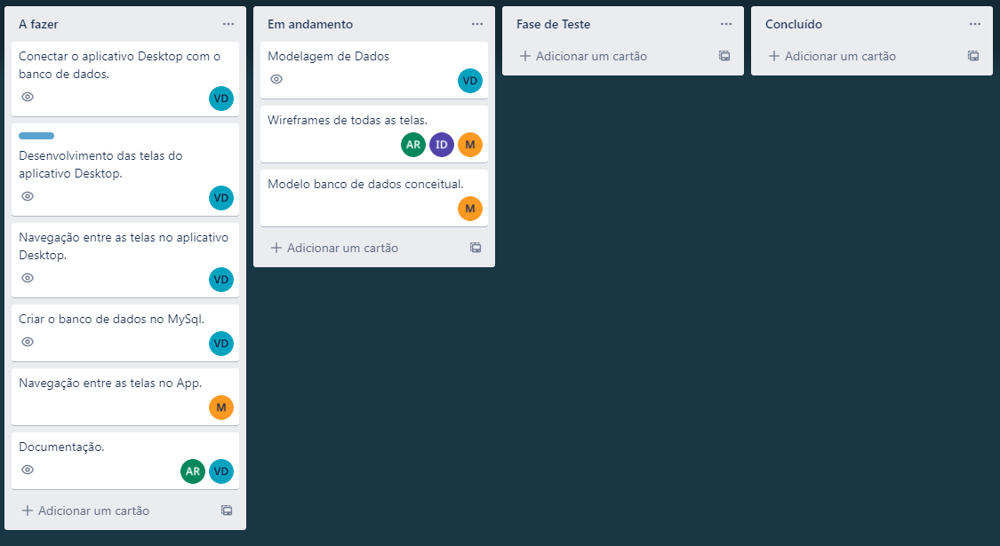 A fazer
Conectar o aplicativo Desktop com o
banco de dados.
VD
Desenvolvimento das telas do
aplicativo Desktop.
VD
Navegação entre as telas no aplicativo
Desktop.
VD
Criar o banco de dados no MySql.
VD
Navegação entre as telas no App.
M
Documentação.
AR VD
Adicionar um cartão
Em andamento
Modelagem de Dados
VD
Wireframes de todas as telas.
AR ID M
Modelo banco de dados conceitual.
M
Adicionar um cartão
Fase de Teste
Adicionar um cartão
Concluído
Adicionar um cartão